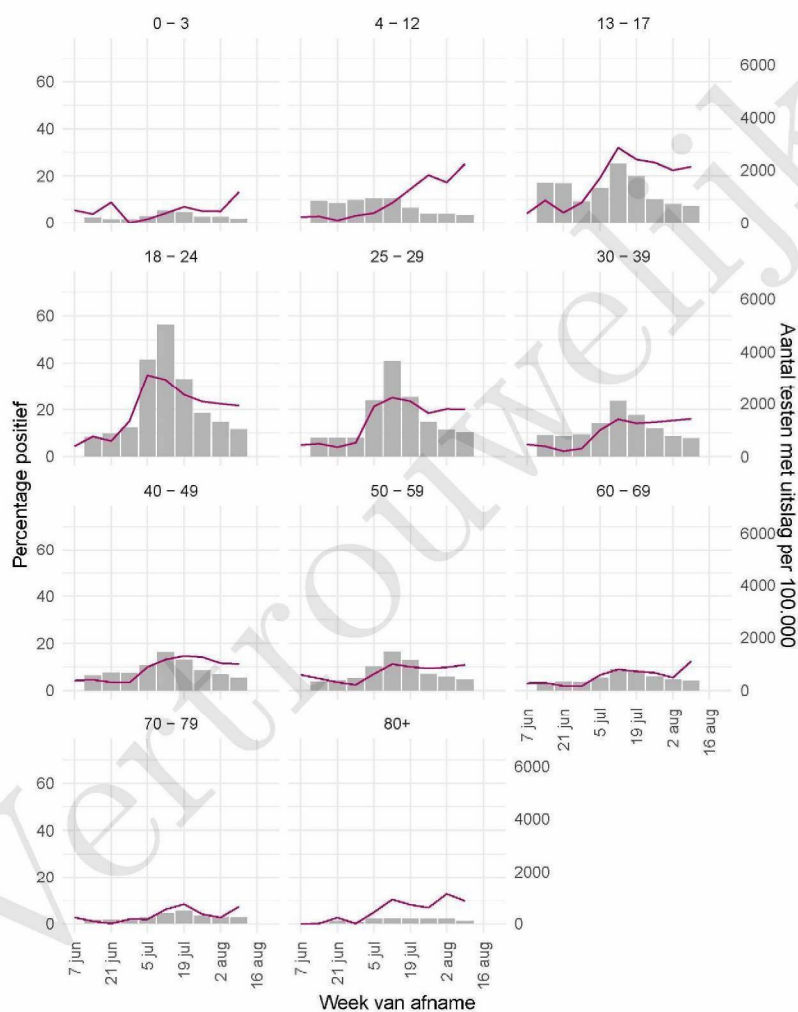 0 – 3
4 – 12
13 – 17
60
40
20
0
6000
4000
2000
0
18 – 24
25 – 29
30 – 39
60
40
20
0
6000
4000
2000
0
40 – 49
50 – 59
60 – 69
60
40
20
0
6000
4000
2000
0
70 – 79
80+
7 jun
21 jun
5 jul
19 jul
2 aug
16 aug
60
40
20
0
6000
4000
2000
0
7 jun
21 jun
5 jul
19 jul
2 aug
16 aug
7 jun
21 jun
5 jul
19 jul
2 aug
16 aug
Week van afname
Percentage positief
Aantal testen met uitslag per 100.000
Vertrouwelijk